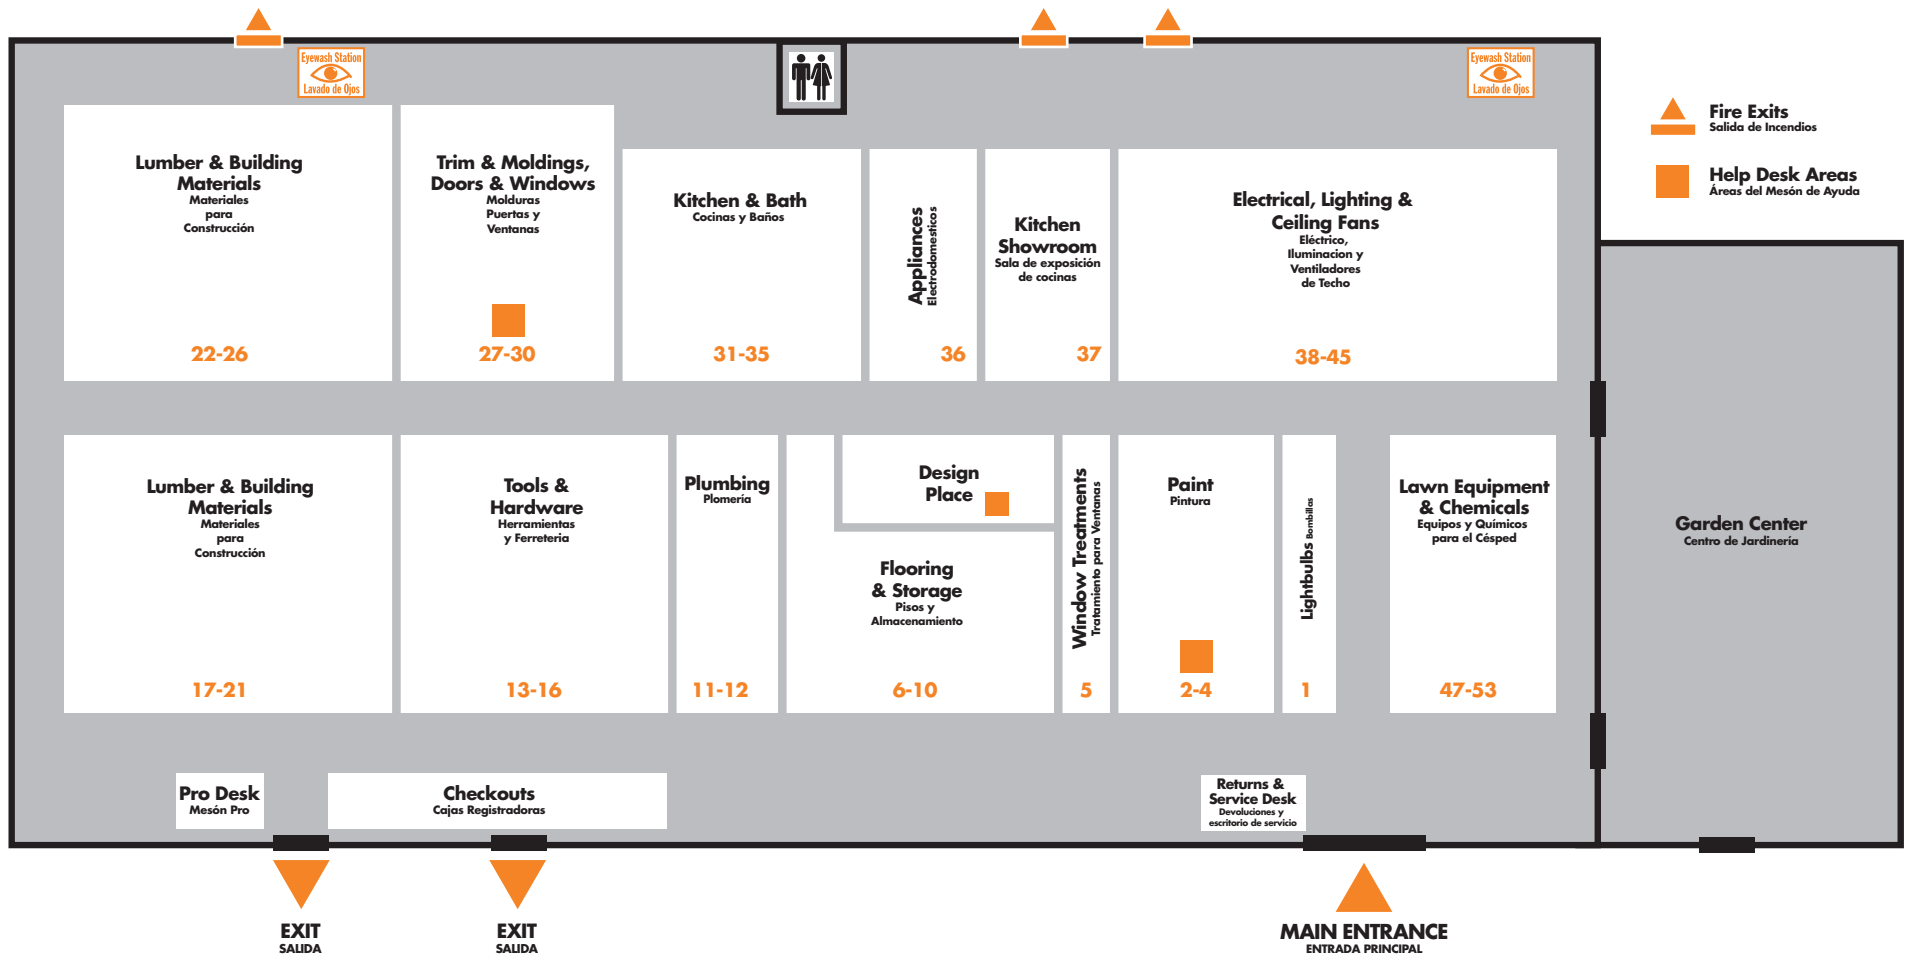 Eyewash Station
Lavado de Ojos
Eyewash Station
Lavado de Ojos
Fire Exits
Salida de Incendios
Help Desk Areas
Áreas del Mesón de Ayuda
Lumber & Building
Materials
Materiales
para
Construcción
22-26
Trim & Moldings,
Doors & Windows
Molduras
Puertas y
Ventanas
27-30
Kitchen & Bath
Cocinas y Baños
31-35
Appliances
Electrodomesticos
36
Kitchen
Showroom
Sala de exposición
de cocinas
37
Electrical, Lighting &
Ceiling Fans
Eléctrico,
Iluminacion y
Ventiladores
de Techo
38-45
Lumber & Building
Materials
Materiales
para
Construcción
17-21
Tools &
Hardware
Herramientas
y Ferreteria
13-16
Plumbing
Plomería
11-12
Design
Place
Flooring
& Storage
Pisos y
Almacenamiento
6-10
Window Treatments
Tratamiento para Ventanas
5
Paint
Pintura
2-4
Lightbulbs Bombillas
1
Lawn Equipment
& Chemicals
Equipos y Químicos
para el Césped
47-53
Garden Center
Centro de Jardinería
Pro Desk
Mesón Pro
Checkouts
Cajas Registradoras
Returns &
Service Desk
Devoluciones y
escritorio de servicio
EXIT
SALIDA
EXIT
SALIDA
MAIN ENTRANCE
ENTRADA PRINCIPAL